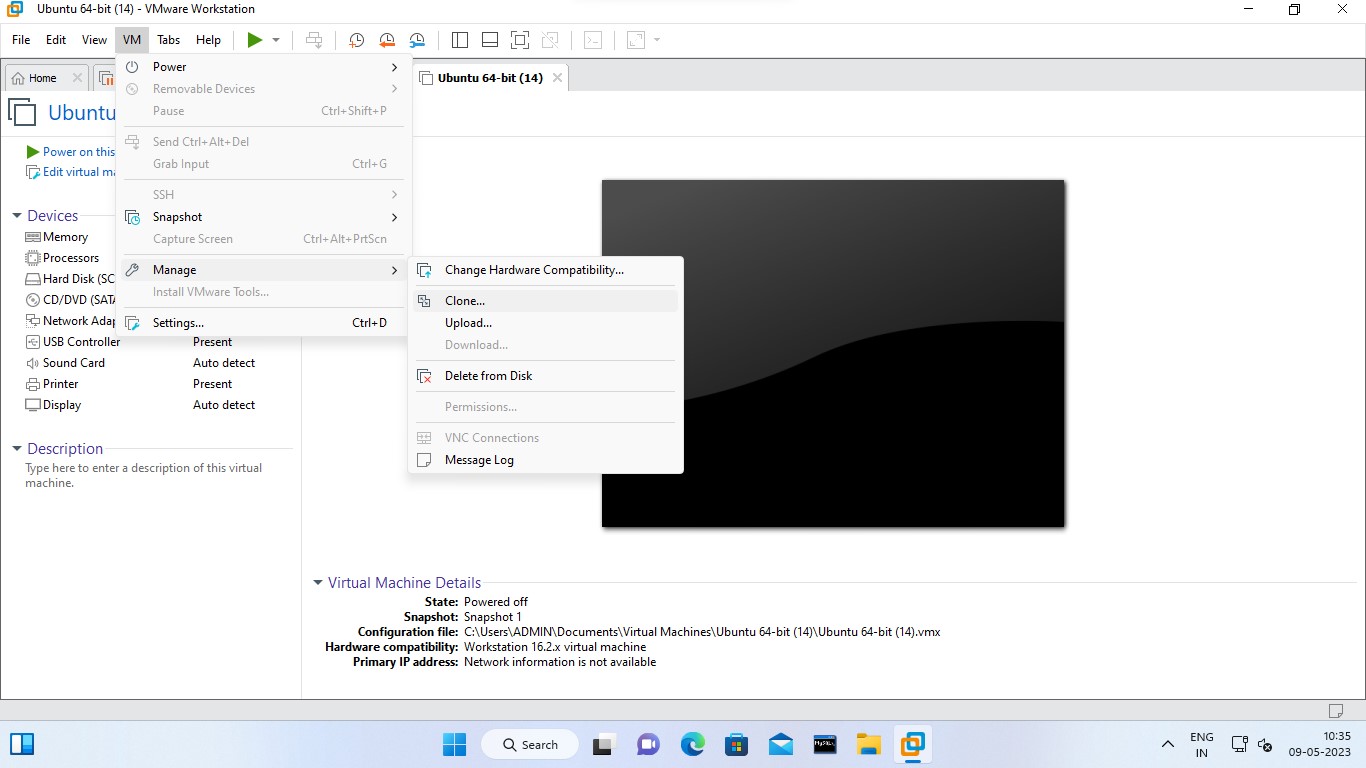 Ubuntu 64-bit (14) - VMware Workstation
File Edit View VM Tabs Help
Home
Ubuntu 64-bit (14)
Ubuntu
Power on this
Edit virtual ma
Devices
Memory
Processors
Hard Disk (SC
CD/DVD (SATA
Network Adap
USB Controller Present
Sound Card Auto detect
Printer Present
Display Auto detect
Description
Type here to enter a description of this virtual
machine.
Power
Removable Devices
Pause Ctrl+Shift+P
Send Ctrl+Alt+Del
Grab Input Ctrl+G
SSH
Snapshot
Capture Screen Ctrl+Alt+PrtScn
Manage
Install VMware Tools...
Settings... Ctrl+D
Change Hardware Compatibility...
Clone...
Upload...
Download...
Delete from Disk
Permissions...
VNC Connections
Message Log
Virtual Machine Details
State: Powered off
Snapshot: Snapshot 1
Configuration file: C:\Users\ADMIN\Documents\Virtual Machines\Ubuntu 64-bit (14)\Ubuntu 64-bit (14).vmx
Hardware compatibility: Workstation 16.2.x virtual machine
Primary IP address: Network information is not available
Search
ENG
IN
10:35
09-05-2023